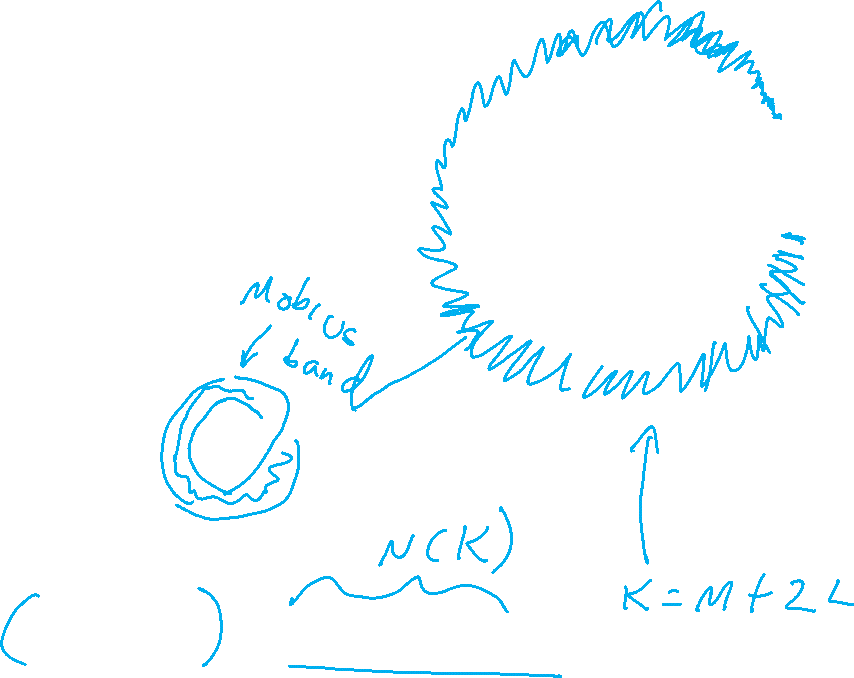 Mobius
band
N(K)
K = M + 2L
( )